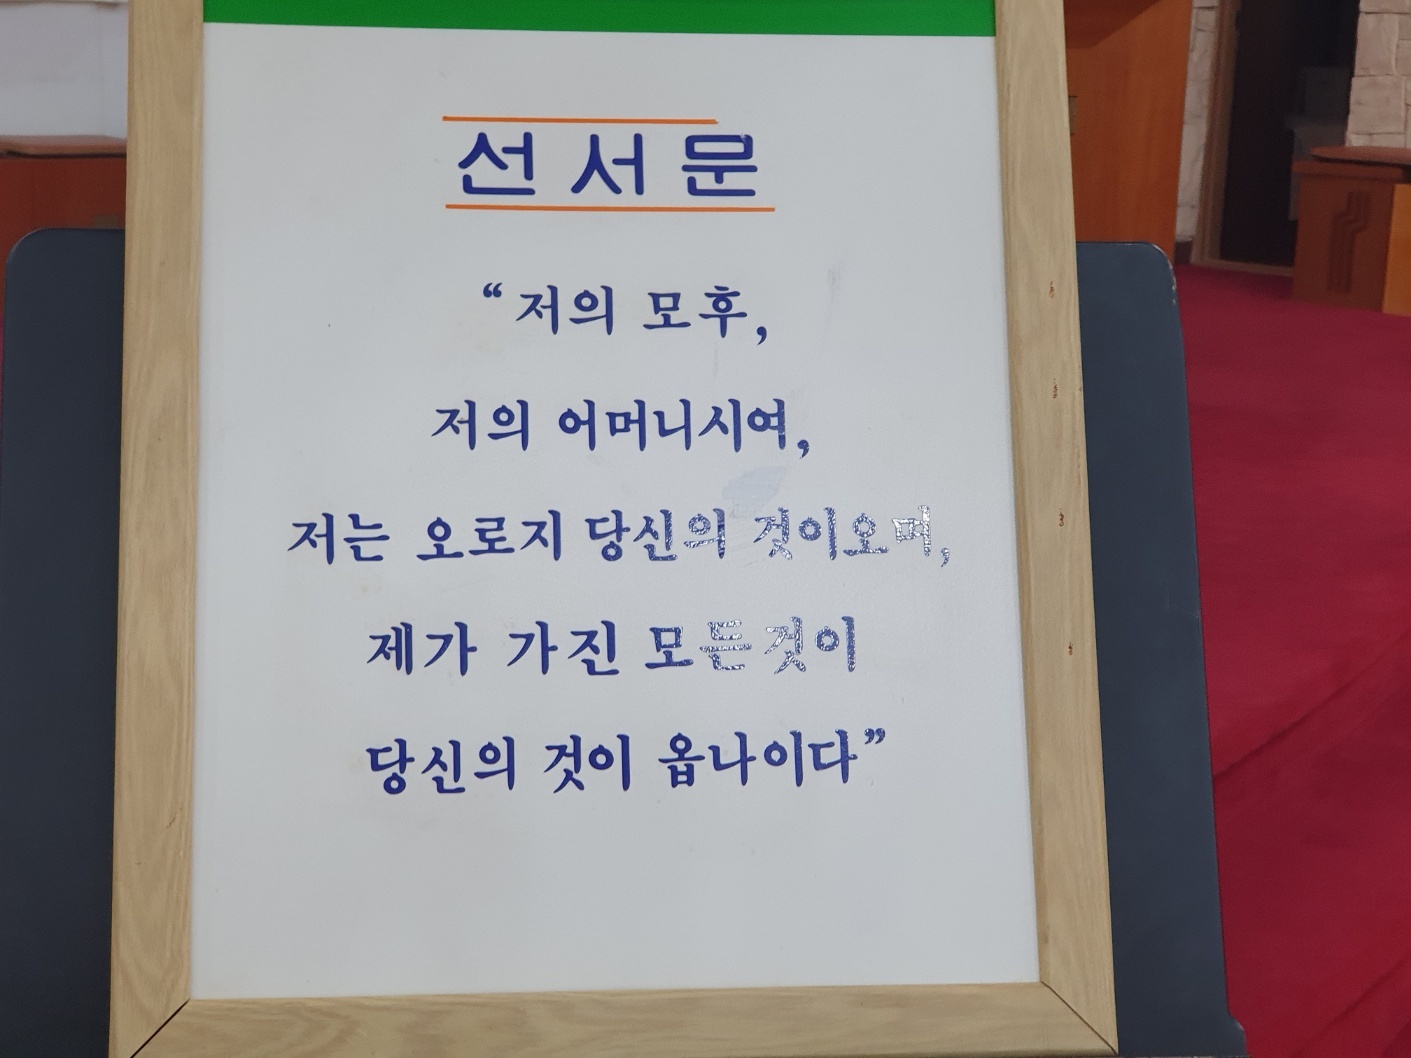 선서문
“저의 모후,
저의 어머니시여,
저는 오로지 당신의 것이오며,
제가 가진 모든것이
당신의 것이 옵나이다”